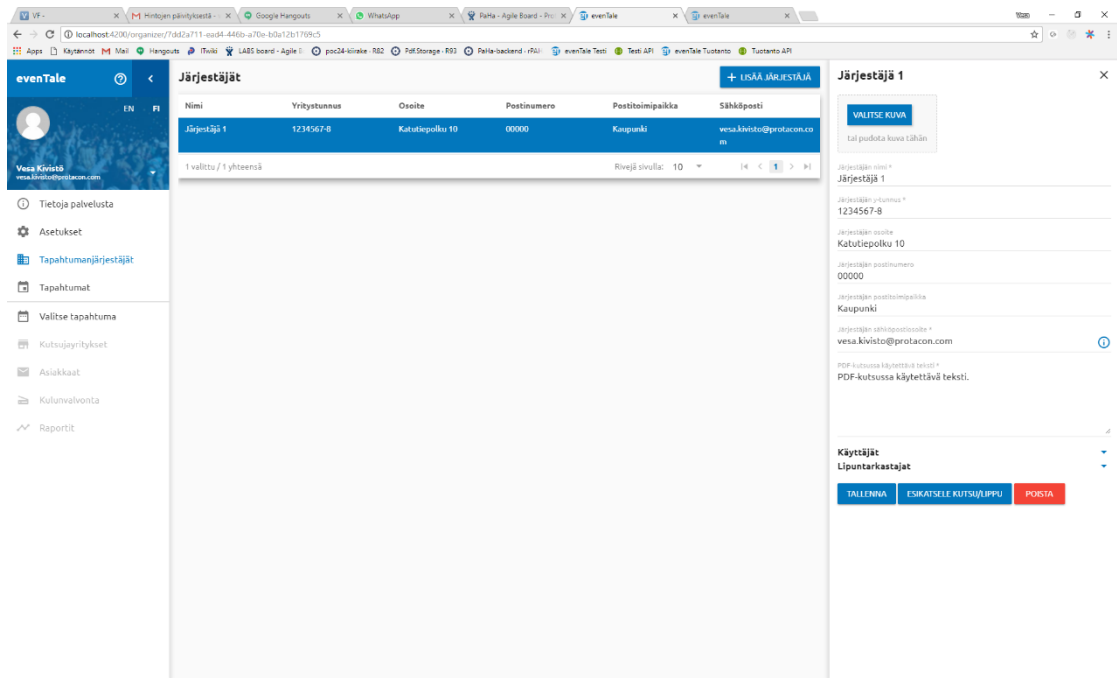 VF -
Hintojen päivityksestä -
Google Hangouts
WhatsApp
PaHa - Agile Board - Pro
evenTale
evenTale
Vesa
localhost:4200/organizer/7dd2a711-ead4-446b-a70e-b0a12b1769c5
Apps Käytännöt Mail Hangouts iTwiki LABS board - Agile B poc24-kiirake - R82 Pdf.Storage - R93 PaHa-backend - rPAH evenTale Testi Testi API evenTale Tuotanto Tuotanto API
evenTale
EN FI
Vesa Kivistö
vesa.kivisto@protacon.com
Tietoja palvelusta
Asetukset
Tapahtumanjärjestäjät
Tapahtumat
Valitse tapahtuma
Kutsujayritykset
Asiakkaat
Kulunvalvonta
Raportit
Järjestäjät
+ LISÄÄ JÄRJESTÄJÄ
Nimi Yritystunnus Osoite Postinumero Postitoimipaikka Sähköposti
Järjestäjä 1 1234567-8 Katutiepolku 10 00000 Kaupunki vesa.kivisto@protacon.co
m
1 valittu / 1 yhteensä Rivejä sivulla: 10 1
Järjestäjä 1
VALITSE KUVA
tai pudota kuva tähän
Järjestäjän nimi *
Järjestäjä 1
Järjestäjän y-tunnus *
1234567-8
Järjestäjän osoite
Katutiepolku 10
Järjestäjän postinumero
00000
Järjestäjän postitoimipaikka
Kaupunki
Järjestäjän sähköpostiosoite *
vesa.kivisto@protacon.com
PDF-kutsussa käytettävä teksti *
PDF-kutsussa käytettävä teksti.
Käyttäjät
Lipuntarkastajat
TALLENNA ESIKATSELE KUTSU/LIPPU POISTA